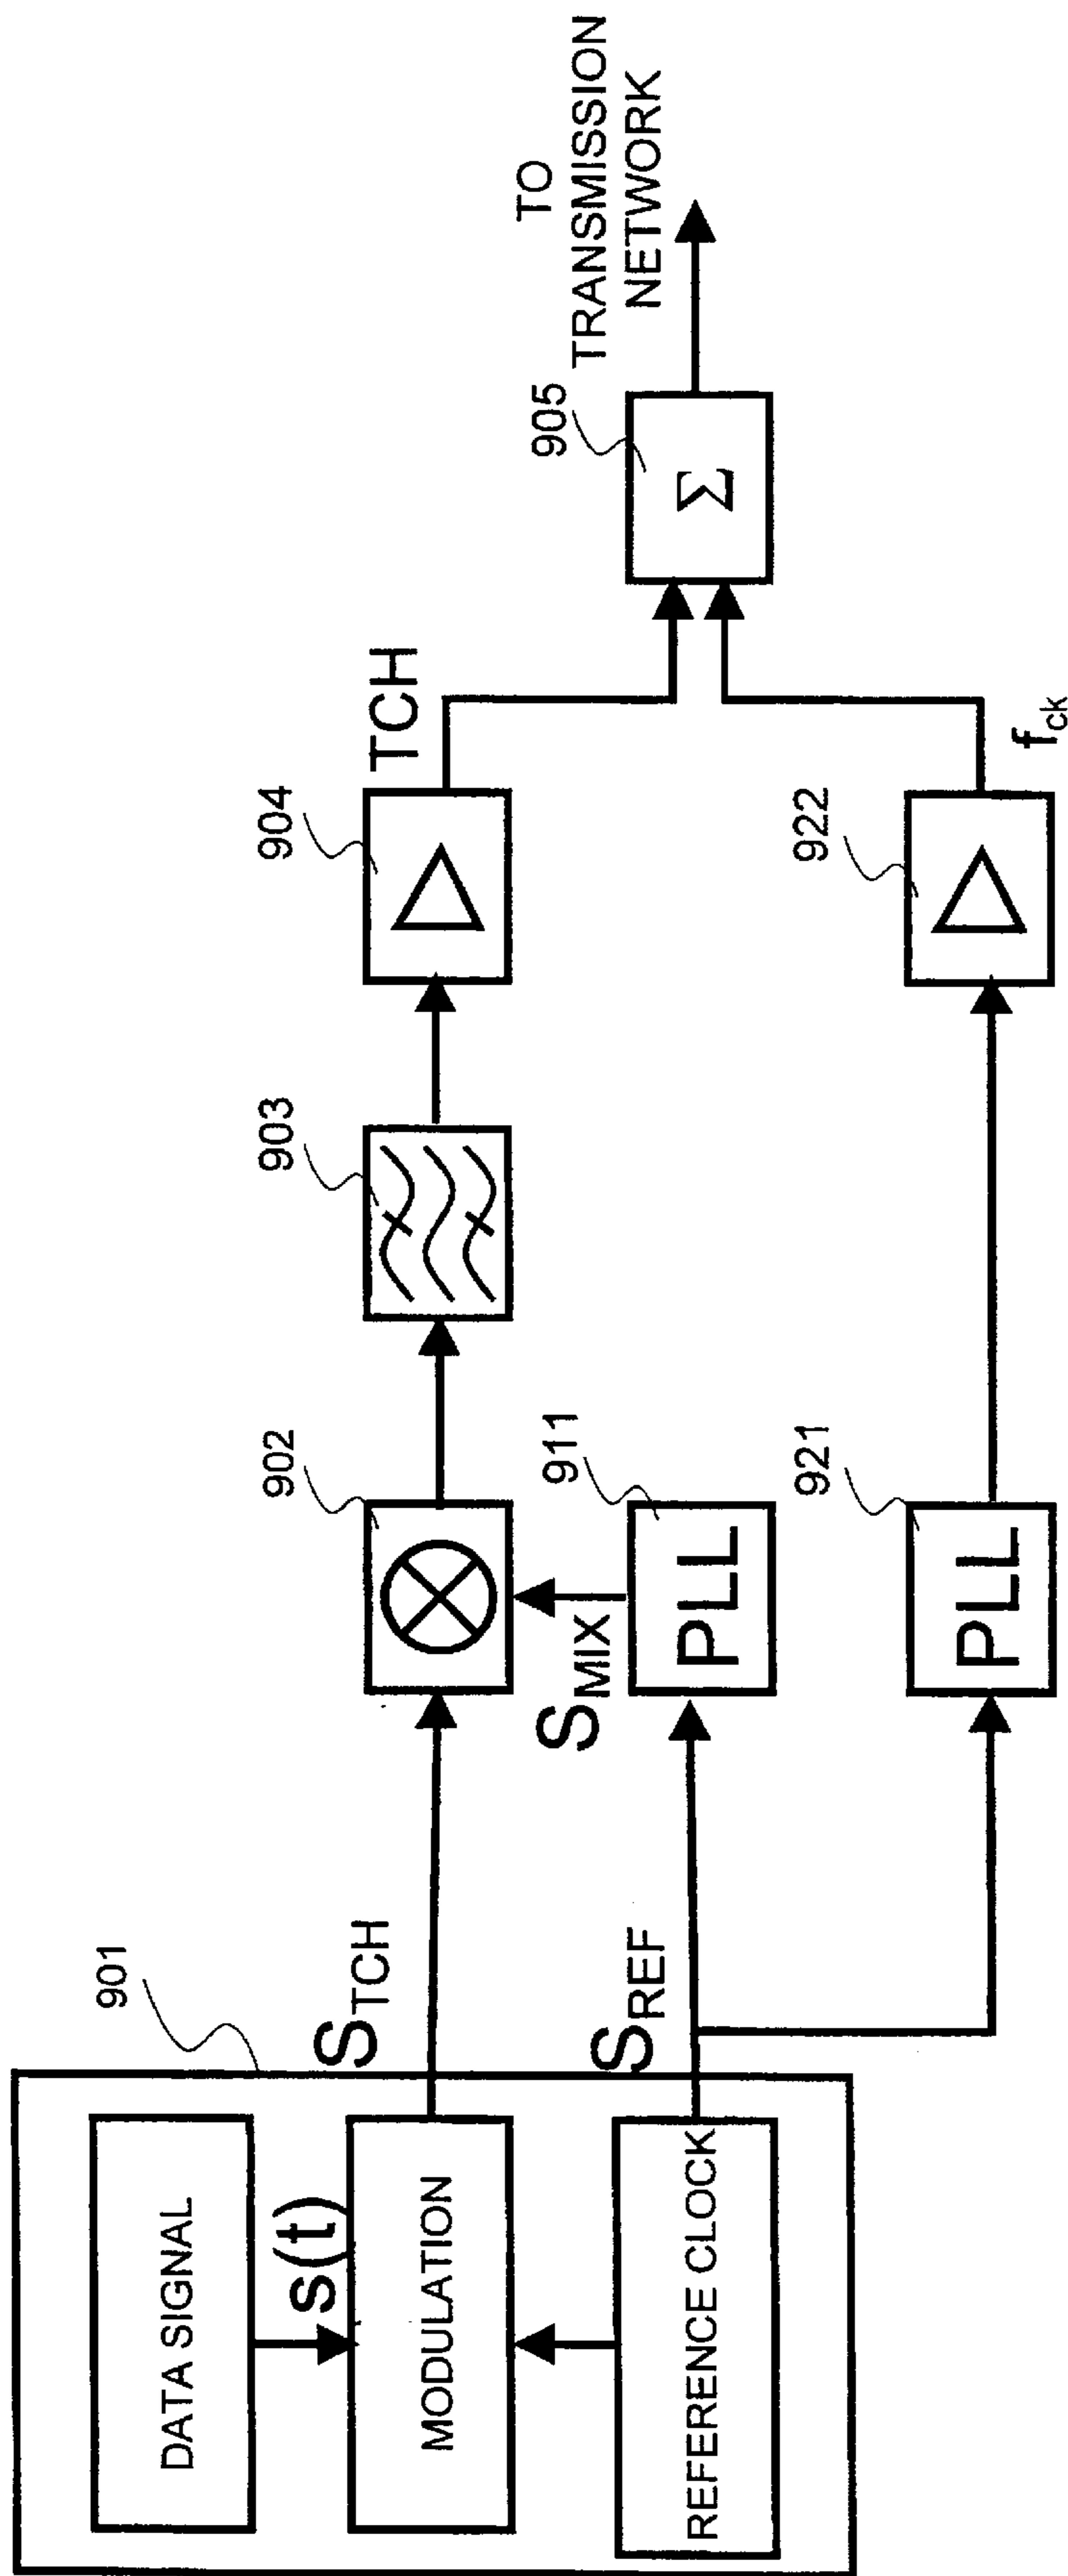 901
DATA SIGNAL
s(t)
MODULATION
REFERENCE CLOCK
S_TCH
S_REF
902
S_MIX
911
PLL
921
PLL
903
904
TCH
922
f_ck
905
Σ
TO
TRANSMISSION
NETWORK